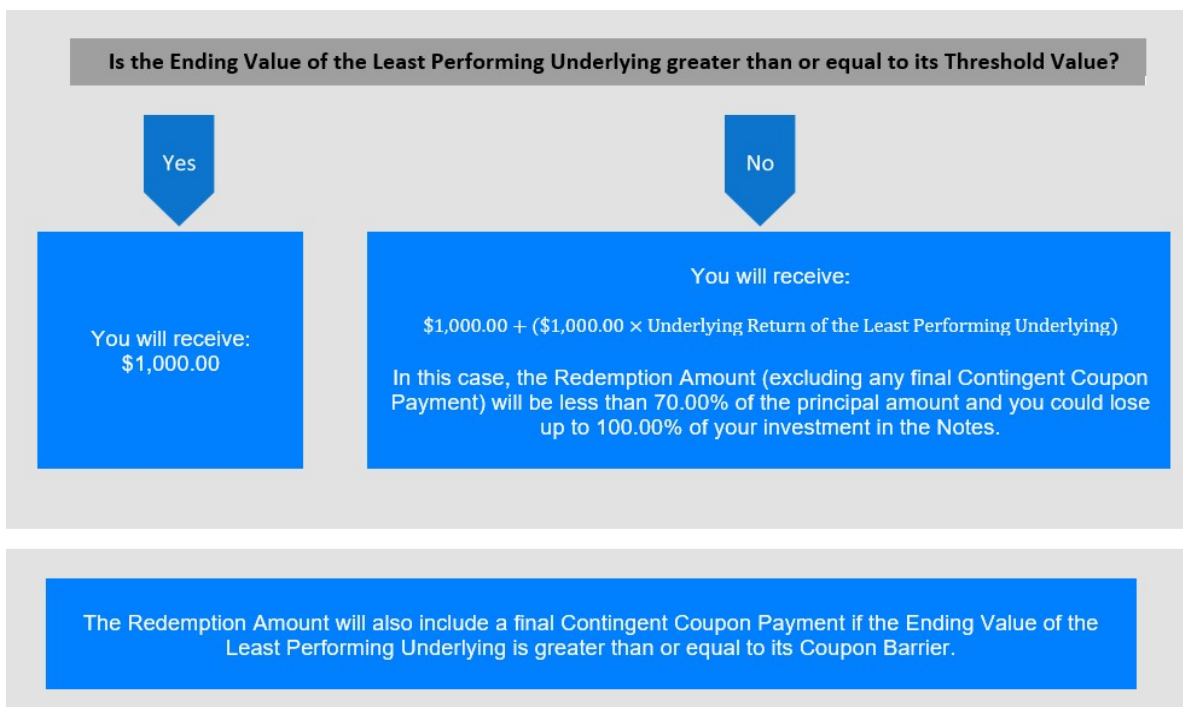 Is the Ending Value of the Least Performing Underlying greater than or equal to its Threshold Value?
Yes
No
You will receive:
$1,000.00
You will receive:
$1,000.00 + ($1,000.00 × Underlying Return of the Least Performing Underlying)
In this case, the Redemption Amount (excluding any final Contingent Coupon
Payment) will be less than 70.00% of the principal amount and you could lose
up to 100.00% of your investment in the Notes.
The Redemption Amount will also include a final Contingent Coupon Payment if the Ending Value of the
Least Performing Underlying is greater than or equal to its Coupon Barrier.